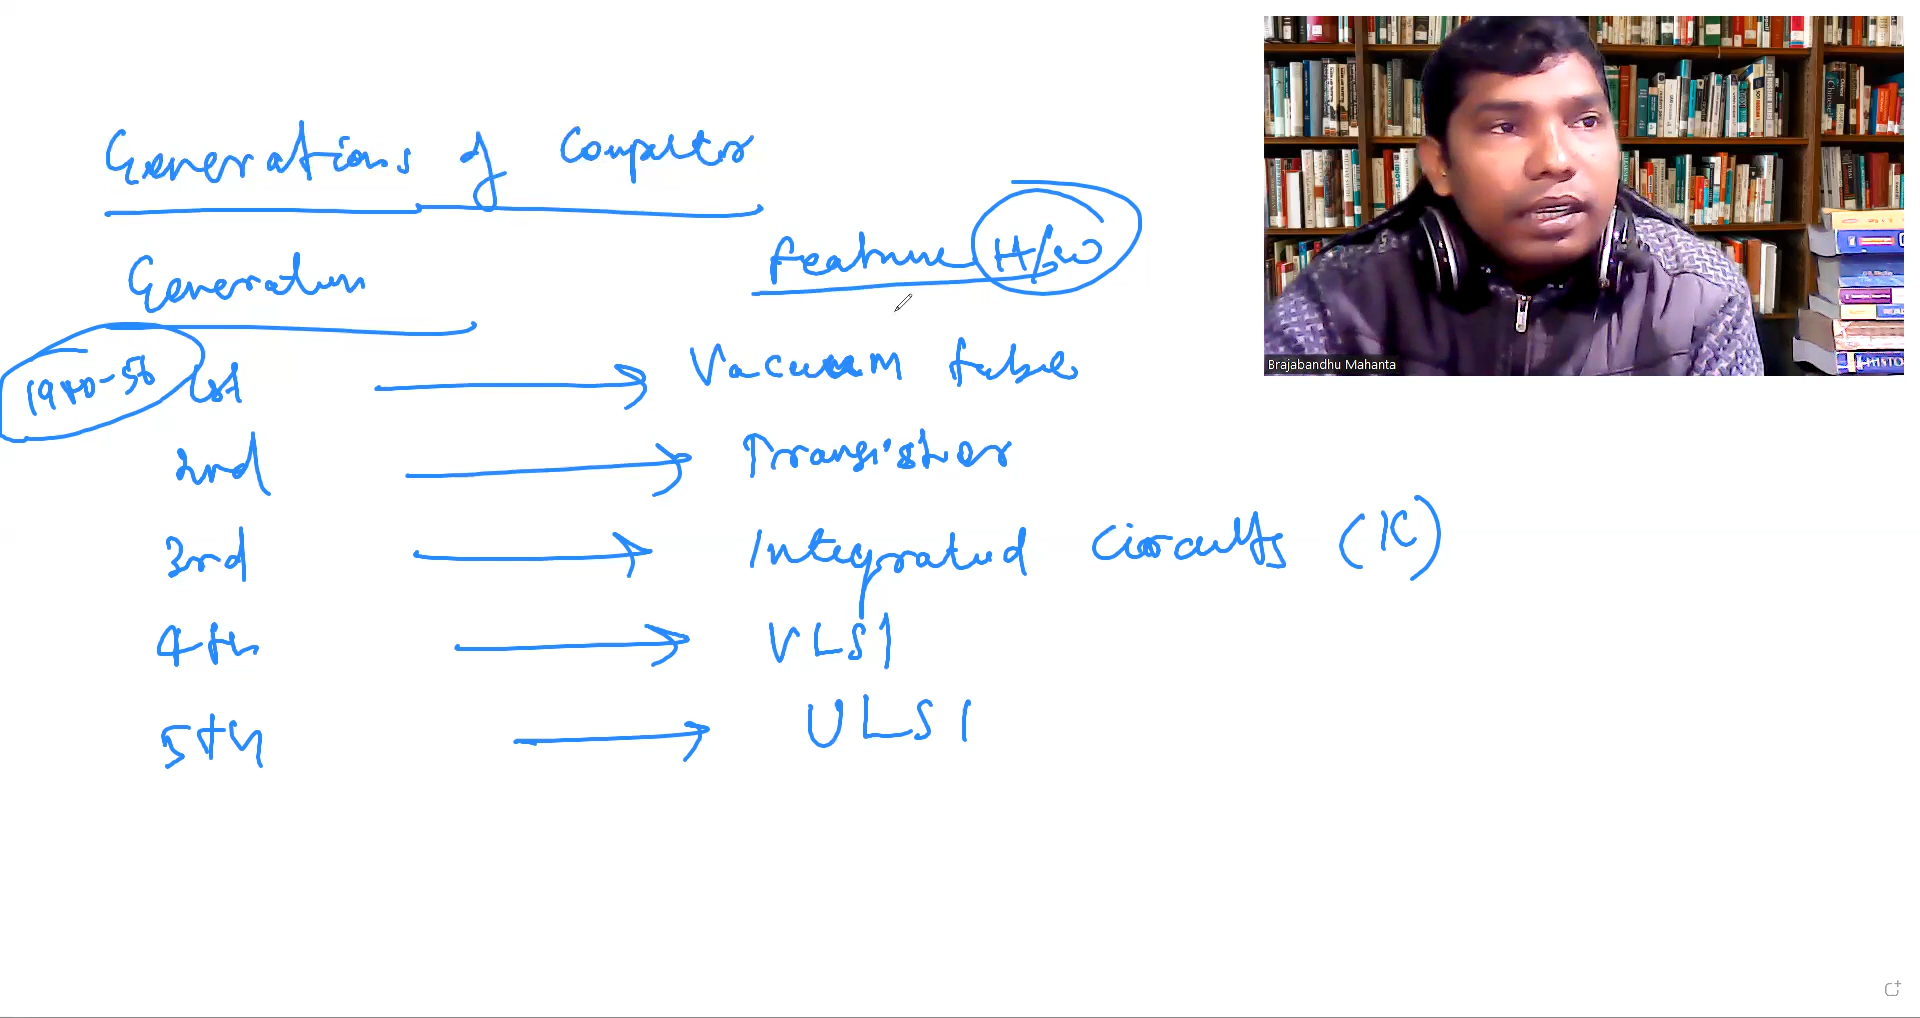 Generations of Computer
Generation
Feature H/w
1940-56 1st → Vacuum tube
2nd → Transistor
3rd → Integrated Circuits (IC)
4th → VLSI
5th → ULSI
Brajabandhu Mahanta